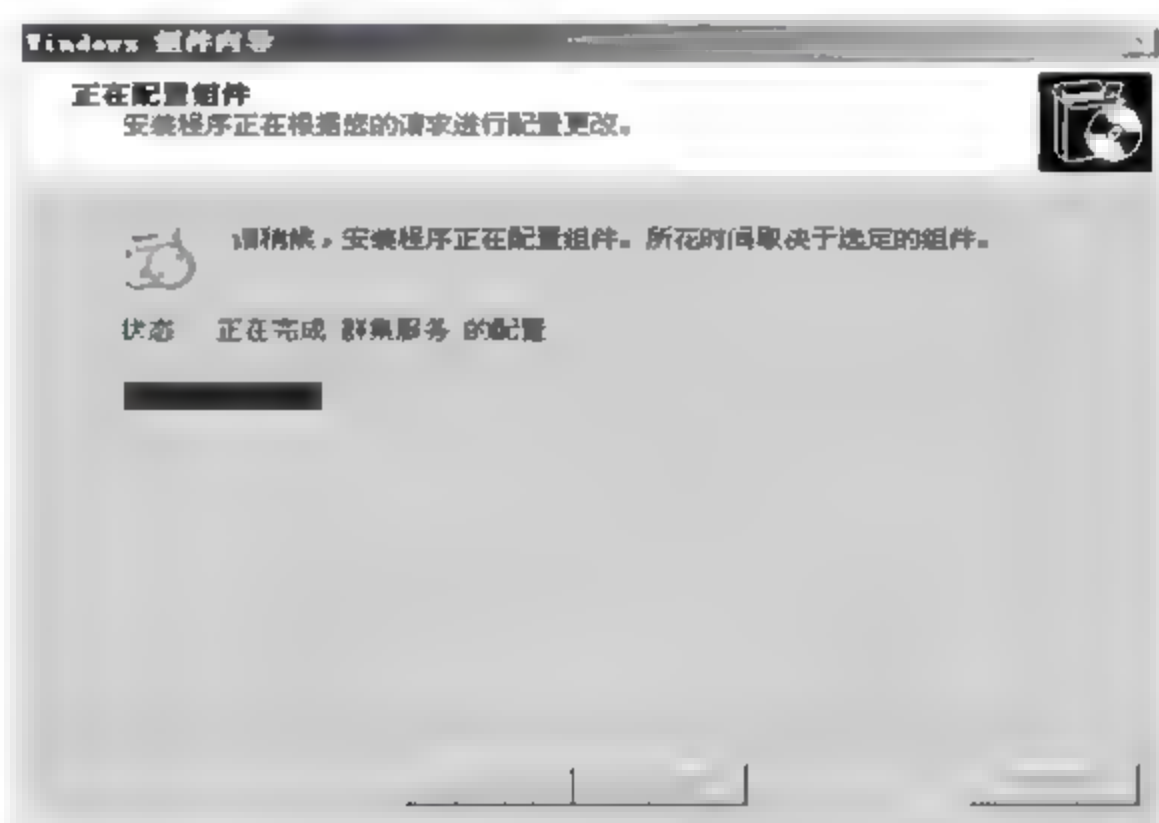 Windows 组件向导
正在配置组件
安装程序正在根据您的请求进行配置更改。
请稍候，安装程序正在配置组件。所花时间取决于选定的组件。
状态 正在完成 群集服务 的配置